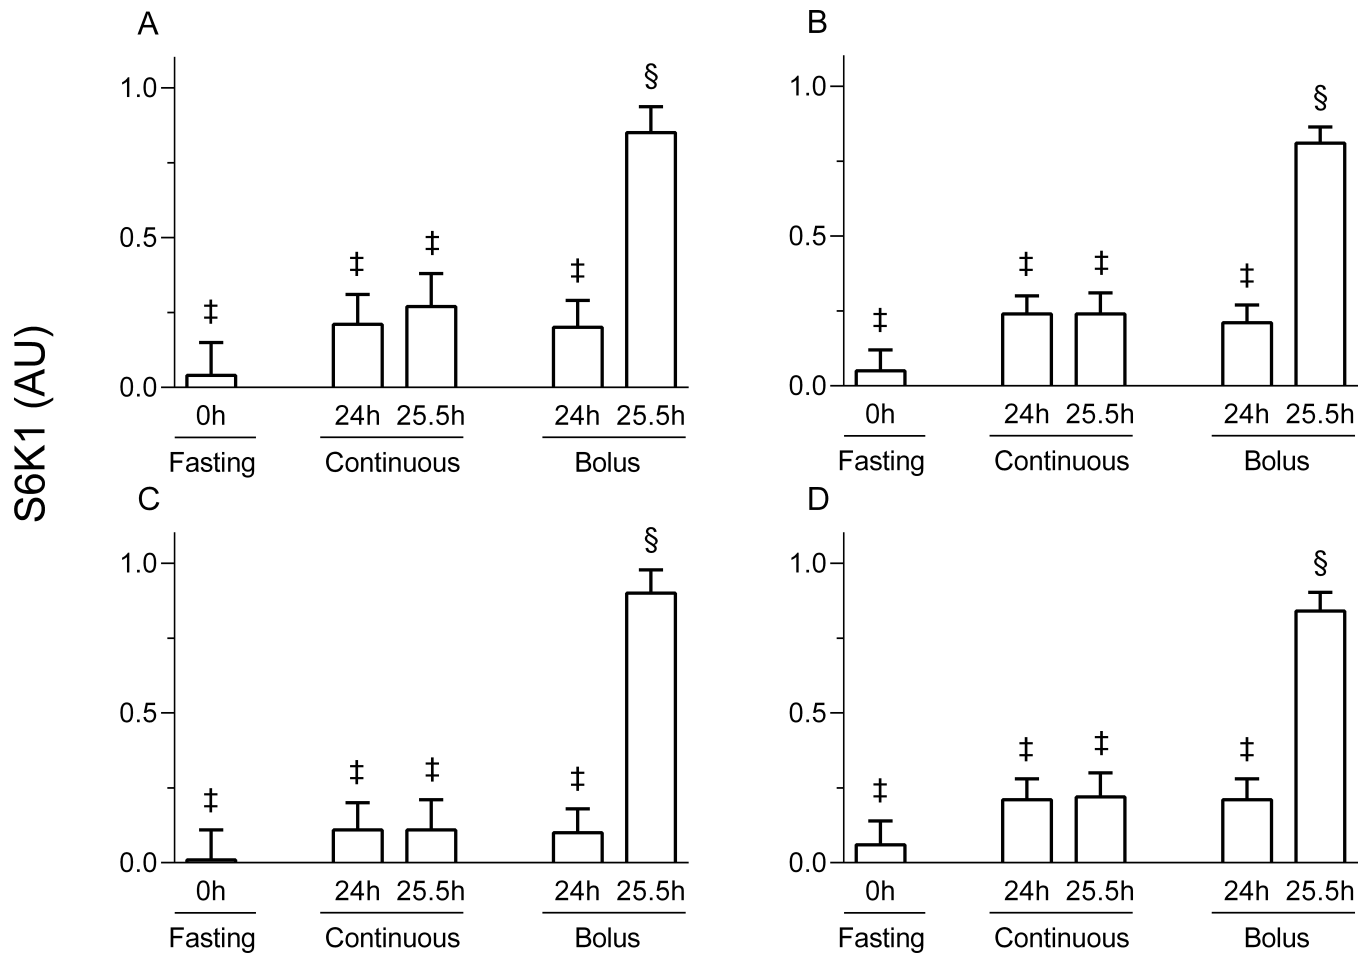 A
§
1.0
‡
‡
‡
0.5
‡
0.0
0h
24h
25.5h
24h
25.5h
Fasting
Continuous
Bolus
B
§
1.0
0.5
‡
‡
‡
‡
0.0
0h
24h
25.5h
24h
25.5h
Fasting
Continuous
Bolus
S6K1 (AU)
C
§
1.0
0.5
‡
‡
‡
‡
0.0
0h
24h
25.5h
24h
25.5h
Fasting
Continuous
Bolus
D
§
1.0
0.5
‡
‡
‡
‡
0.0
0h
24h
25.5h
24h
25.5h
Fasting
Continuous
Bolus